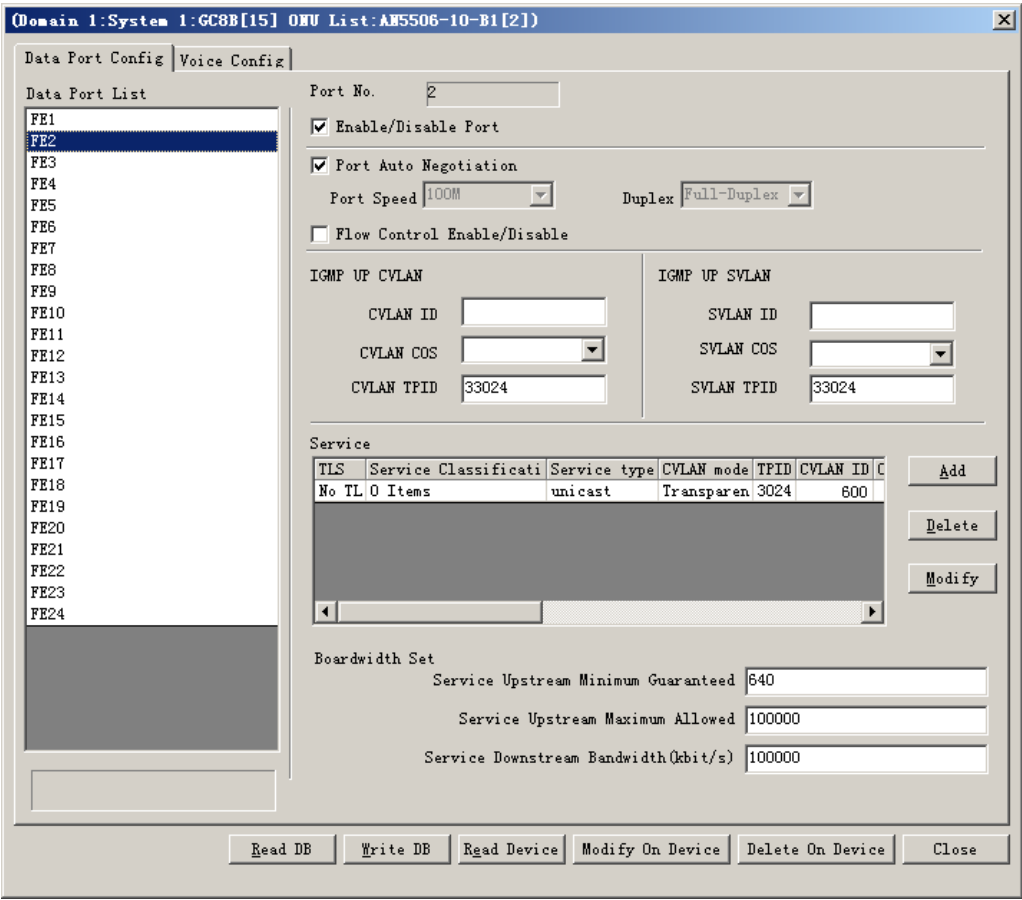 (Domain 1:System 1:GC8B[15] ONU List:AN5506-10-B1[2])
Data Port Config Voice Config
Data Port List
FE1
FE2
FE3
FE4
FE5
FE6
FE7
FE8
FE9
FE10
FE11
FE12
FE13
FE14
FE15
FE16
FE17
FE18
FE19
FE20
FE21
FE22
FE23
FE24
Port No. 2
Enable/Disable Port
Port Auto Negotiation
Port Speed 100M Duplex Full-Duplex
Flow Control Enable/Disable
IGMP UP CVLAN
CVLAN ID
CVLAN COS
CVLAN TPID 33024
IGMP UP SVLAN
SVLAN ID
SVLAN COS
SVLAN TPID 33024
Service
TLS Service Classificati Service type CVLAN mode TPID CVLAN ID C
No TL 0 Items unicast Transparen 3024 600
Add
Delete
Modify
Boardwidth Set
Service Upstream Minimum Guaranteed 640
Service Upstream Maximum Allowed 100000
Service Downstream Bandwidth(kbit/s) 100000
Read DB Write DB Read Device Modify On Device Delete On Device Close